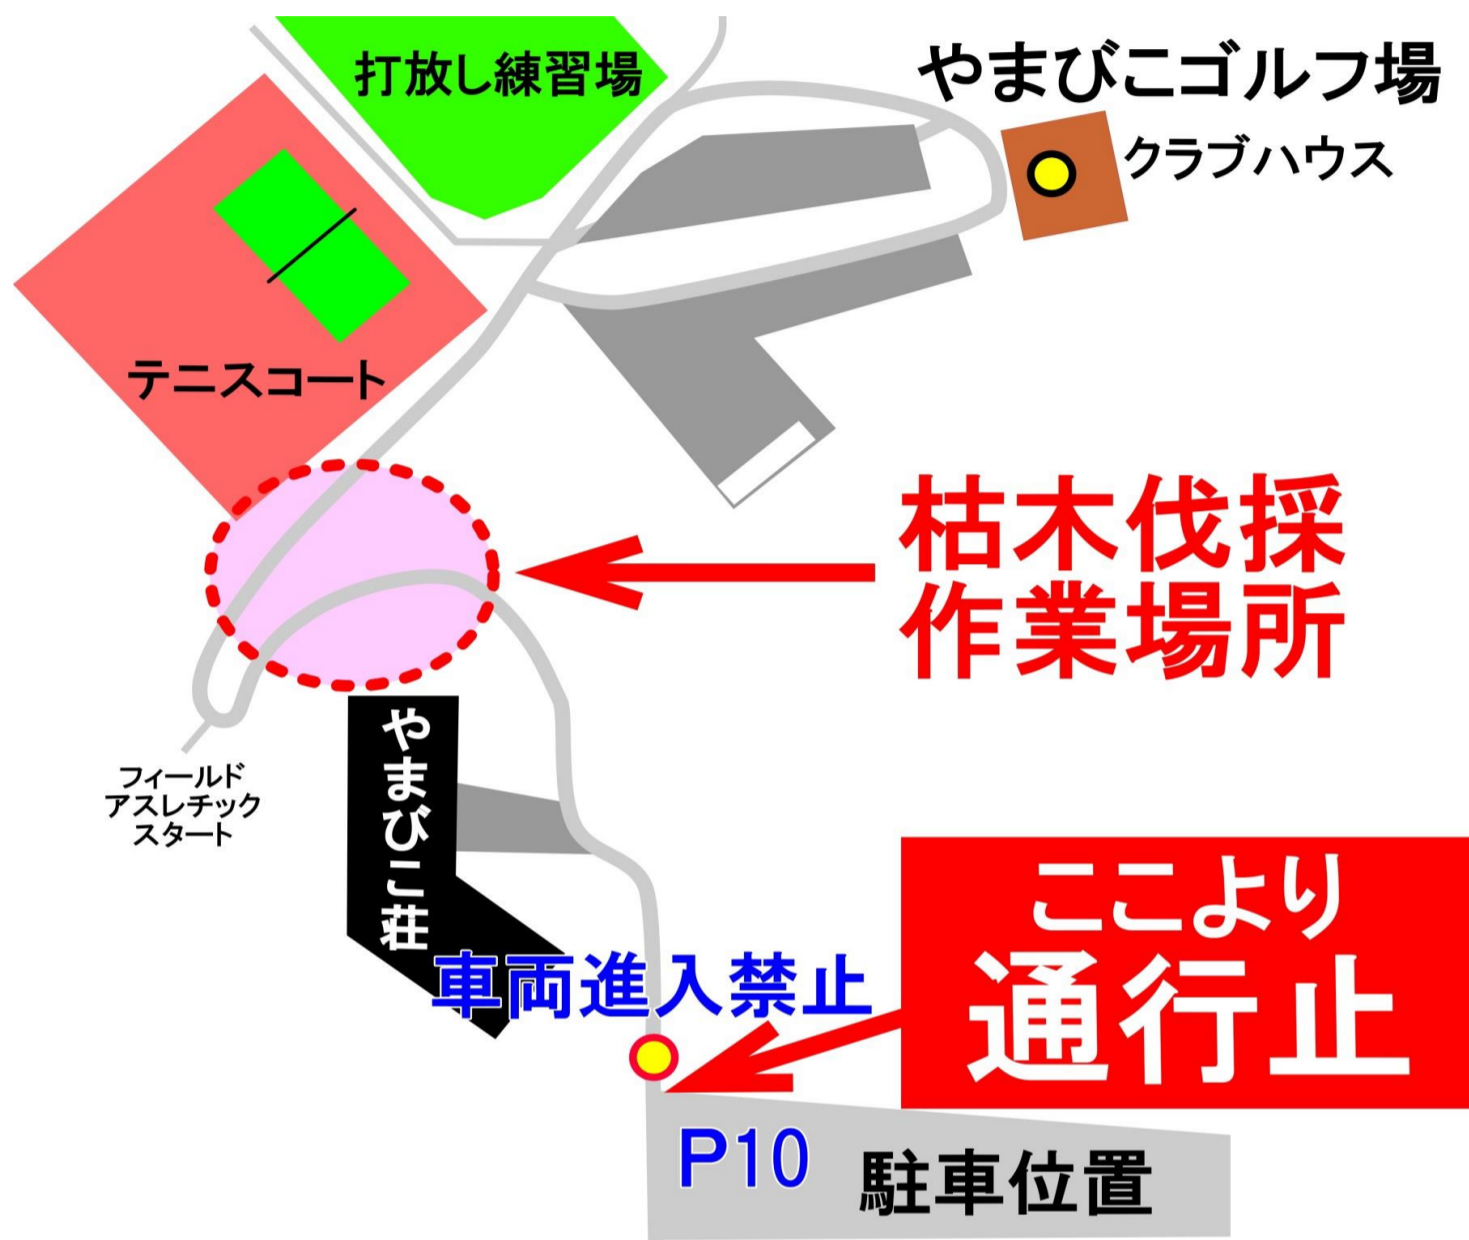 打放し練習場
やまびこゴルフ場
クラブハウス
テニスコート
枯木伐採
作業場所
やまびこ荘
フィールド
アスレチック
スタート
ここより
通行止
車両進入禁止
P10
駐車位置